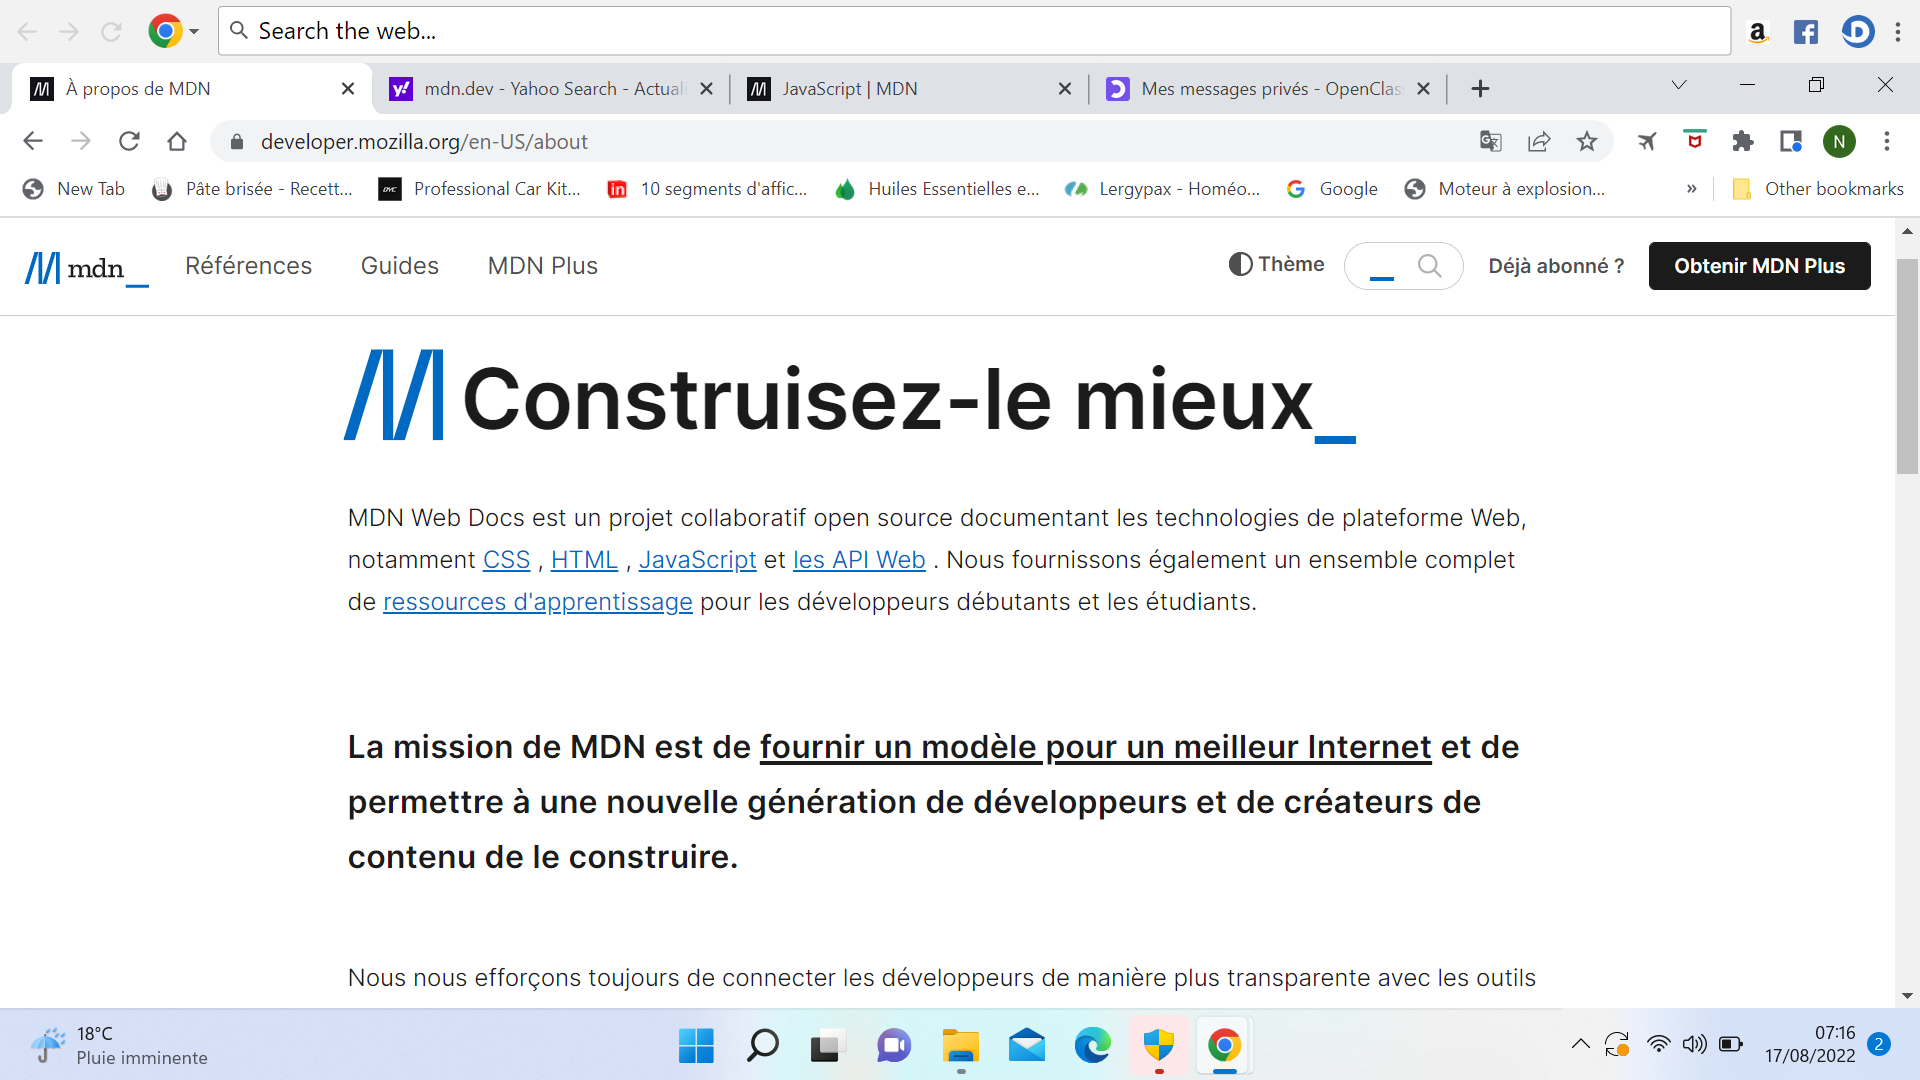 Search the web...
À propos de MDN
mdn.dev - Yahoo Search - Actuali
JavaScript | MDN
Mes messages privés - OpenClas
developer.mozilla.org/en-US/about
N
New Tab
Pâte brisée - Recett...
Professional Car Kit...
10 segments d'affic...
Huiles Essentielles e...
Lergypax - Homéo...
Google
Moteur à explosion...
»
Other bookmarks
mdn_
Références
Guides
MDN Plus
Thème
Déjà abonné ?
Obtenir MDN Plus
Construisez-le mieux_
MDN Web Docs est un projet collaboratif open source documentant les technologies de plateforme Web,
notamment CSS , HTML , JavaScript et les API Web . Nous fournissons également un ensemble complet
de ressources d'apprentissage pour les développeurs débutants et les étudiants.
La mission de MDN est de fournir un modèle pour un meilleur Internet et de
permettre à une nouvelle génération de développeurs et de créateurs de
contenu de le construire.
Nous nous efforçons toujours de connecter les développeurs de manière plus transparente avec les outils
18°C
Pluie imminente
07:16
17/08/2022
2